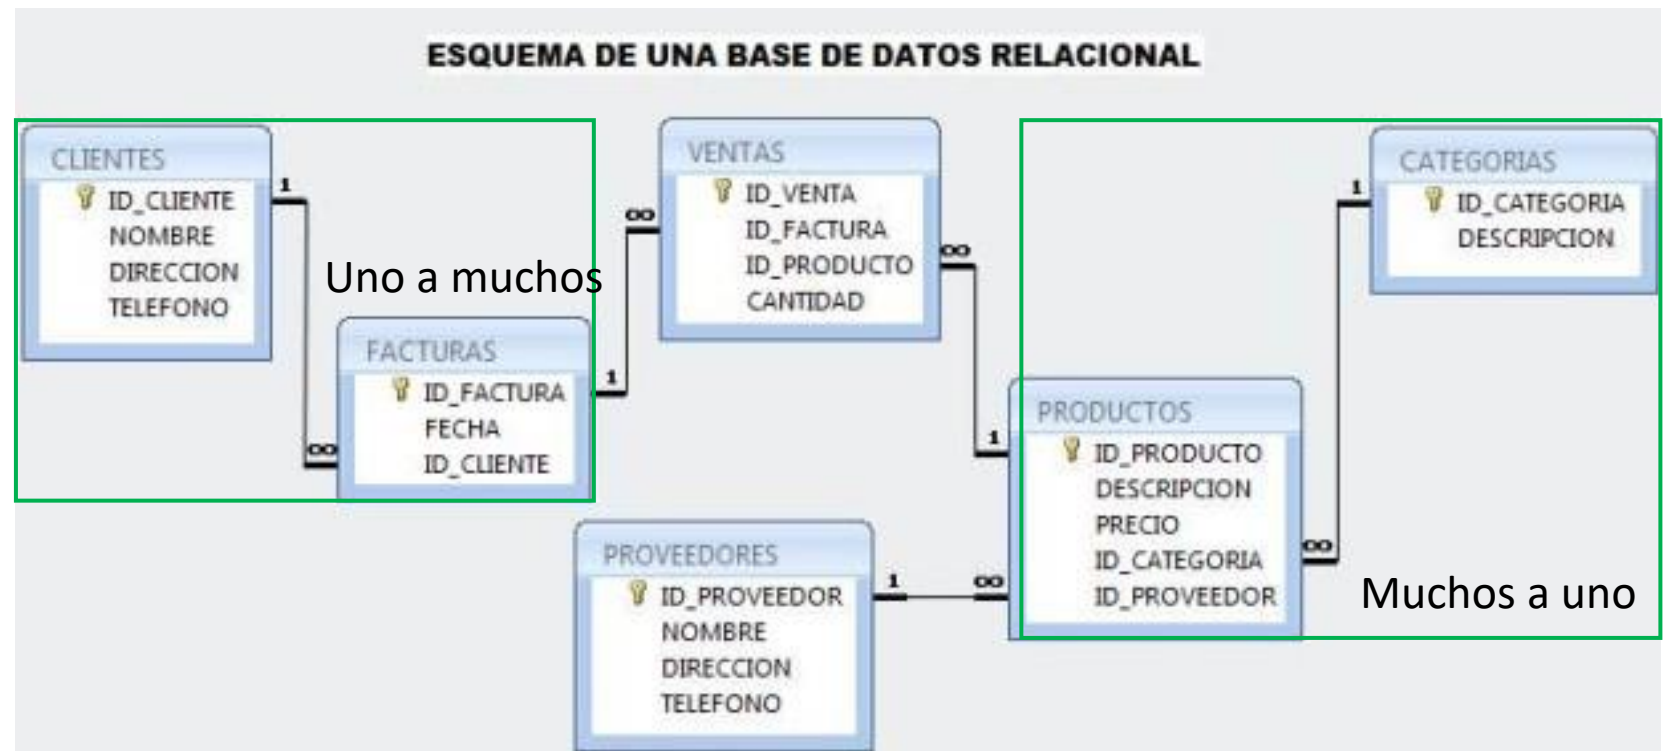 ESQUEMA DE UNA BASE DE DATOS RELACIONAL
CLIENTES
ID_CLIENTE
NOMBRE
DIRECCION
TELEFONO
1
∞
Uno a muchos
FACTURAS
ID_FACTURA
FECHA
ID_CLIENTE
1
∞
VENTAS
ID_VENTA
ID_FACTURA
ID_PRODUCTO
CANTIDAD
∞
1
CATEGORIAS
ID_CATEGORIA
DESCRIPCION
1
∞
PRODUCTOS
ID_PRODUCTO
DESCRIPCION
PRECIO
ID_CATEGORIA
ID_PROVEEDOR
Muchos a uno
PROVEEDORES
ID_PROVEEDOR
NOMBRE
DIRECCION
TELEFONO
1
∞